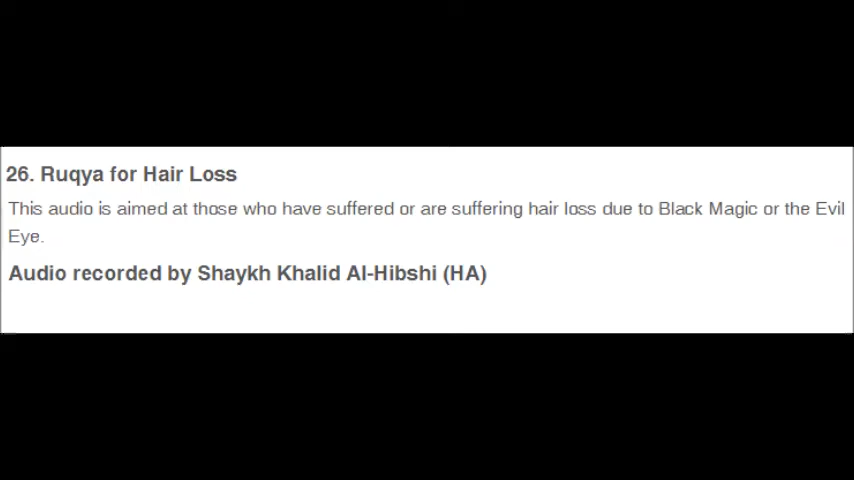 26. Ruqya for Hair Loss
This audio is aimed at those who have suffered or are suffering hair loss due to Black Magic or the Evil
Eye.
Audio recorded by Shaykh Khalid Al-Hibshi (HA)